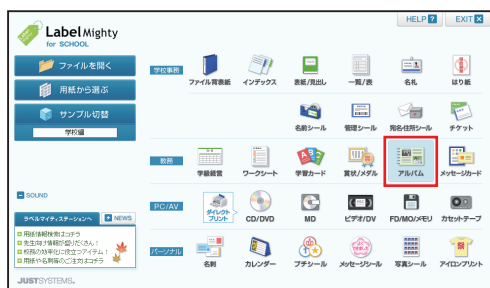 HELP ? EXIT X
Label Mighty
for SCHOOL
ファイルを開く
用紙から選ぶ
サンプル切替
学校編
学校事務
ファイル背表紙 インデックス 表紙/見出し 一覧/表 名札 はり紙
名前シール 管理シール 宛名・住所シール チケット
教務
学級経営 ワークシート 学習カード 賞状/メダル アルバム メッセージカード
SOUND
PC/AV
ダイレクトプリント CD/DVD MD ビデオ/DV FD/MO/メモリ カセットテープ
ラベルマイティステーションへ NEWS
用紙情報検索はコチラ
先生向け情報が盛りだくさん!
校務の効率化に役立つアイテム!
用紙や名刺等のご注文はコチラ
パーソナル
名刺 カレンダー プチシール メッセージシール 写真シール アイロンプリント
JUSTSYSTEMS.